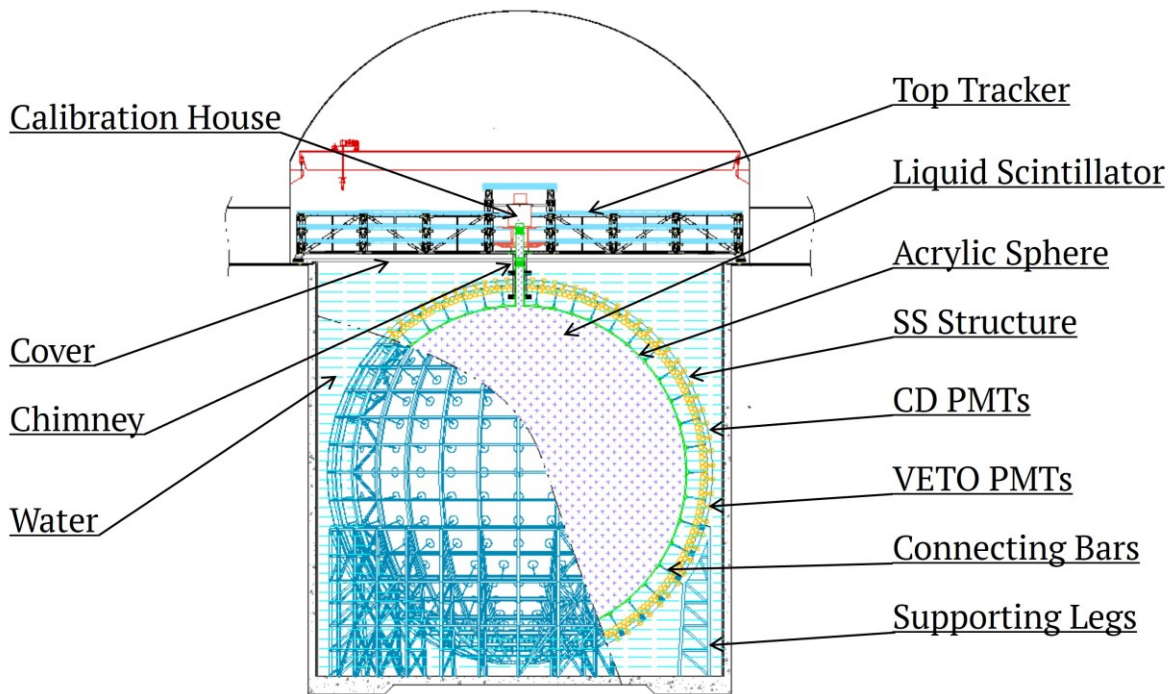 Calibration House
Cover
Chimney
Water
Top Tracker
Liquid Scintillator
Acrylic Sphere
SS Structure
CD PMTs
VETO PMTs
Connecting Bars
Supporting Legs